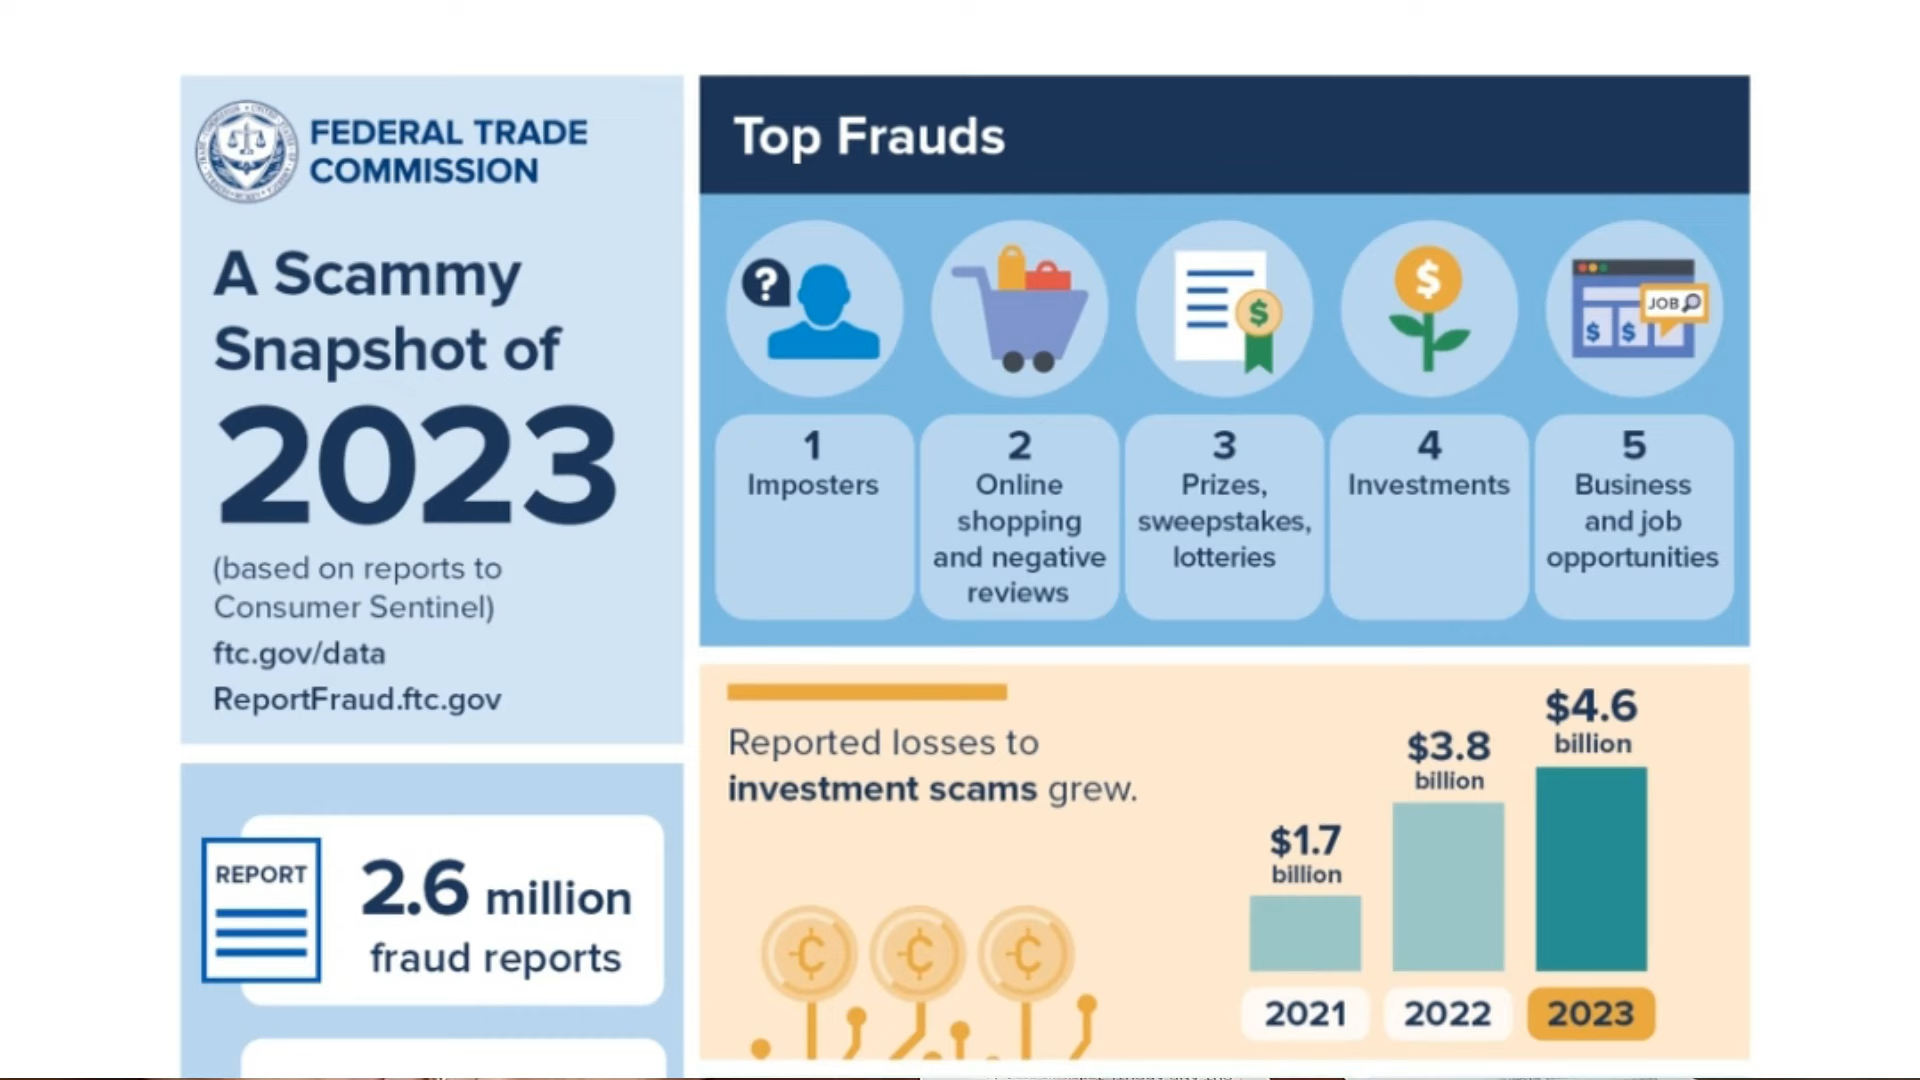 FEDERAL TRADE
COMMISSION
A Scammy
Snapshot of
2023
(based on reports to
Consumer Sentinel)
ftc.gov/data
ReportFraud.ftc.gov
REPORT
2.6 million
fraud reports
Top Frauds
?
$
$
JOB
$ $
1
Imposters
2
Online
shopping
and negative
reviews
3
Prizes,
sweepstakes,
lotteries
4
Investments
5
Business
and job
opportunities
Reported losses to
investment scams grew.
$1.7
billion
$3.8
billion
$4.6
billion
2021
2022
2023